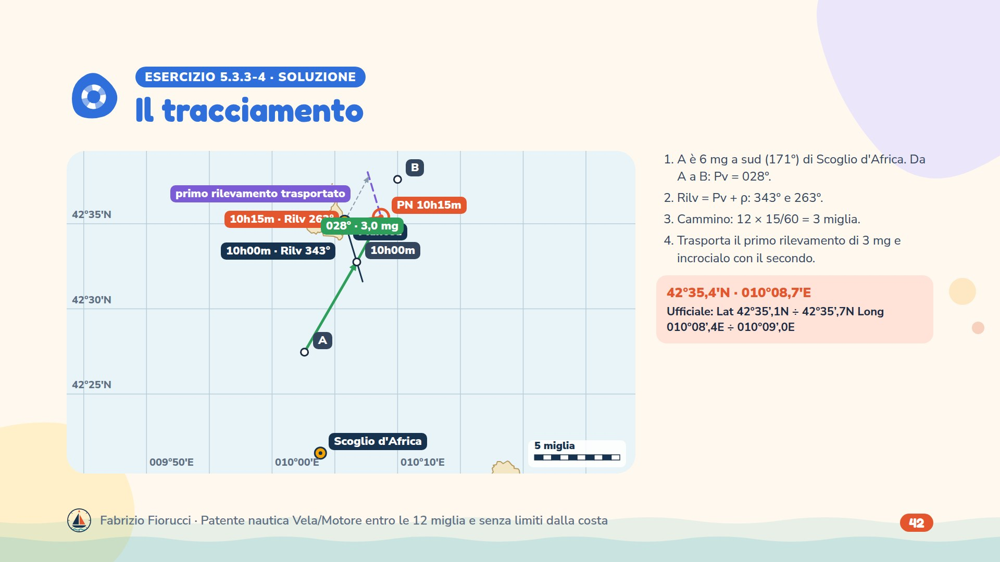 ESERCIZIO 5.3.3-4 · SOLUZIONE
Il tracciamento
B
primo rilevamento trasportato
PN 10h15m
42°35'N
10h15m · Rilv 263°
028° · 3,0 mg
10h00m · Rilv 343°
10h00m
42°30'N
A
42°25'N
Scoglio d'Africa
5 miglia
009°50'E
010°00'E
010°10'E
1. A è 6 mg a sud (171°) di Scoglio d'Africa. Da
A a B: Pv = 028°.
2. Rilv = Pv + ρ: 343° e 263°.
3. Cammino: 12 × 15/60 = 3 miglia.
4. Trasporta il primo rilevamento di 3 mg e
incrocialo con il secondo.
42°35,4'N · 010°08,7'E
Ufficiale: Lat 42°35’,1N ÷ 42°35’,7N Long
010°08’,4E ÷ 010°09’,0E
Fabrizio Fiorucci · Patente nautica Vela/Motore entro le 12 miglia e senza limiti dalla costa
42